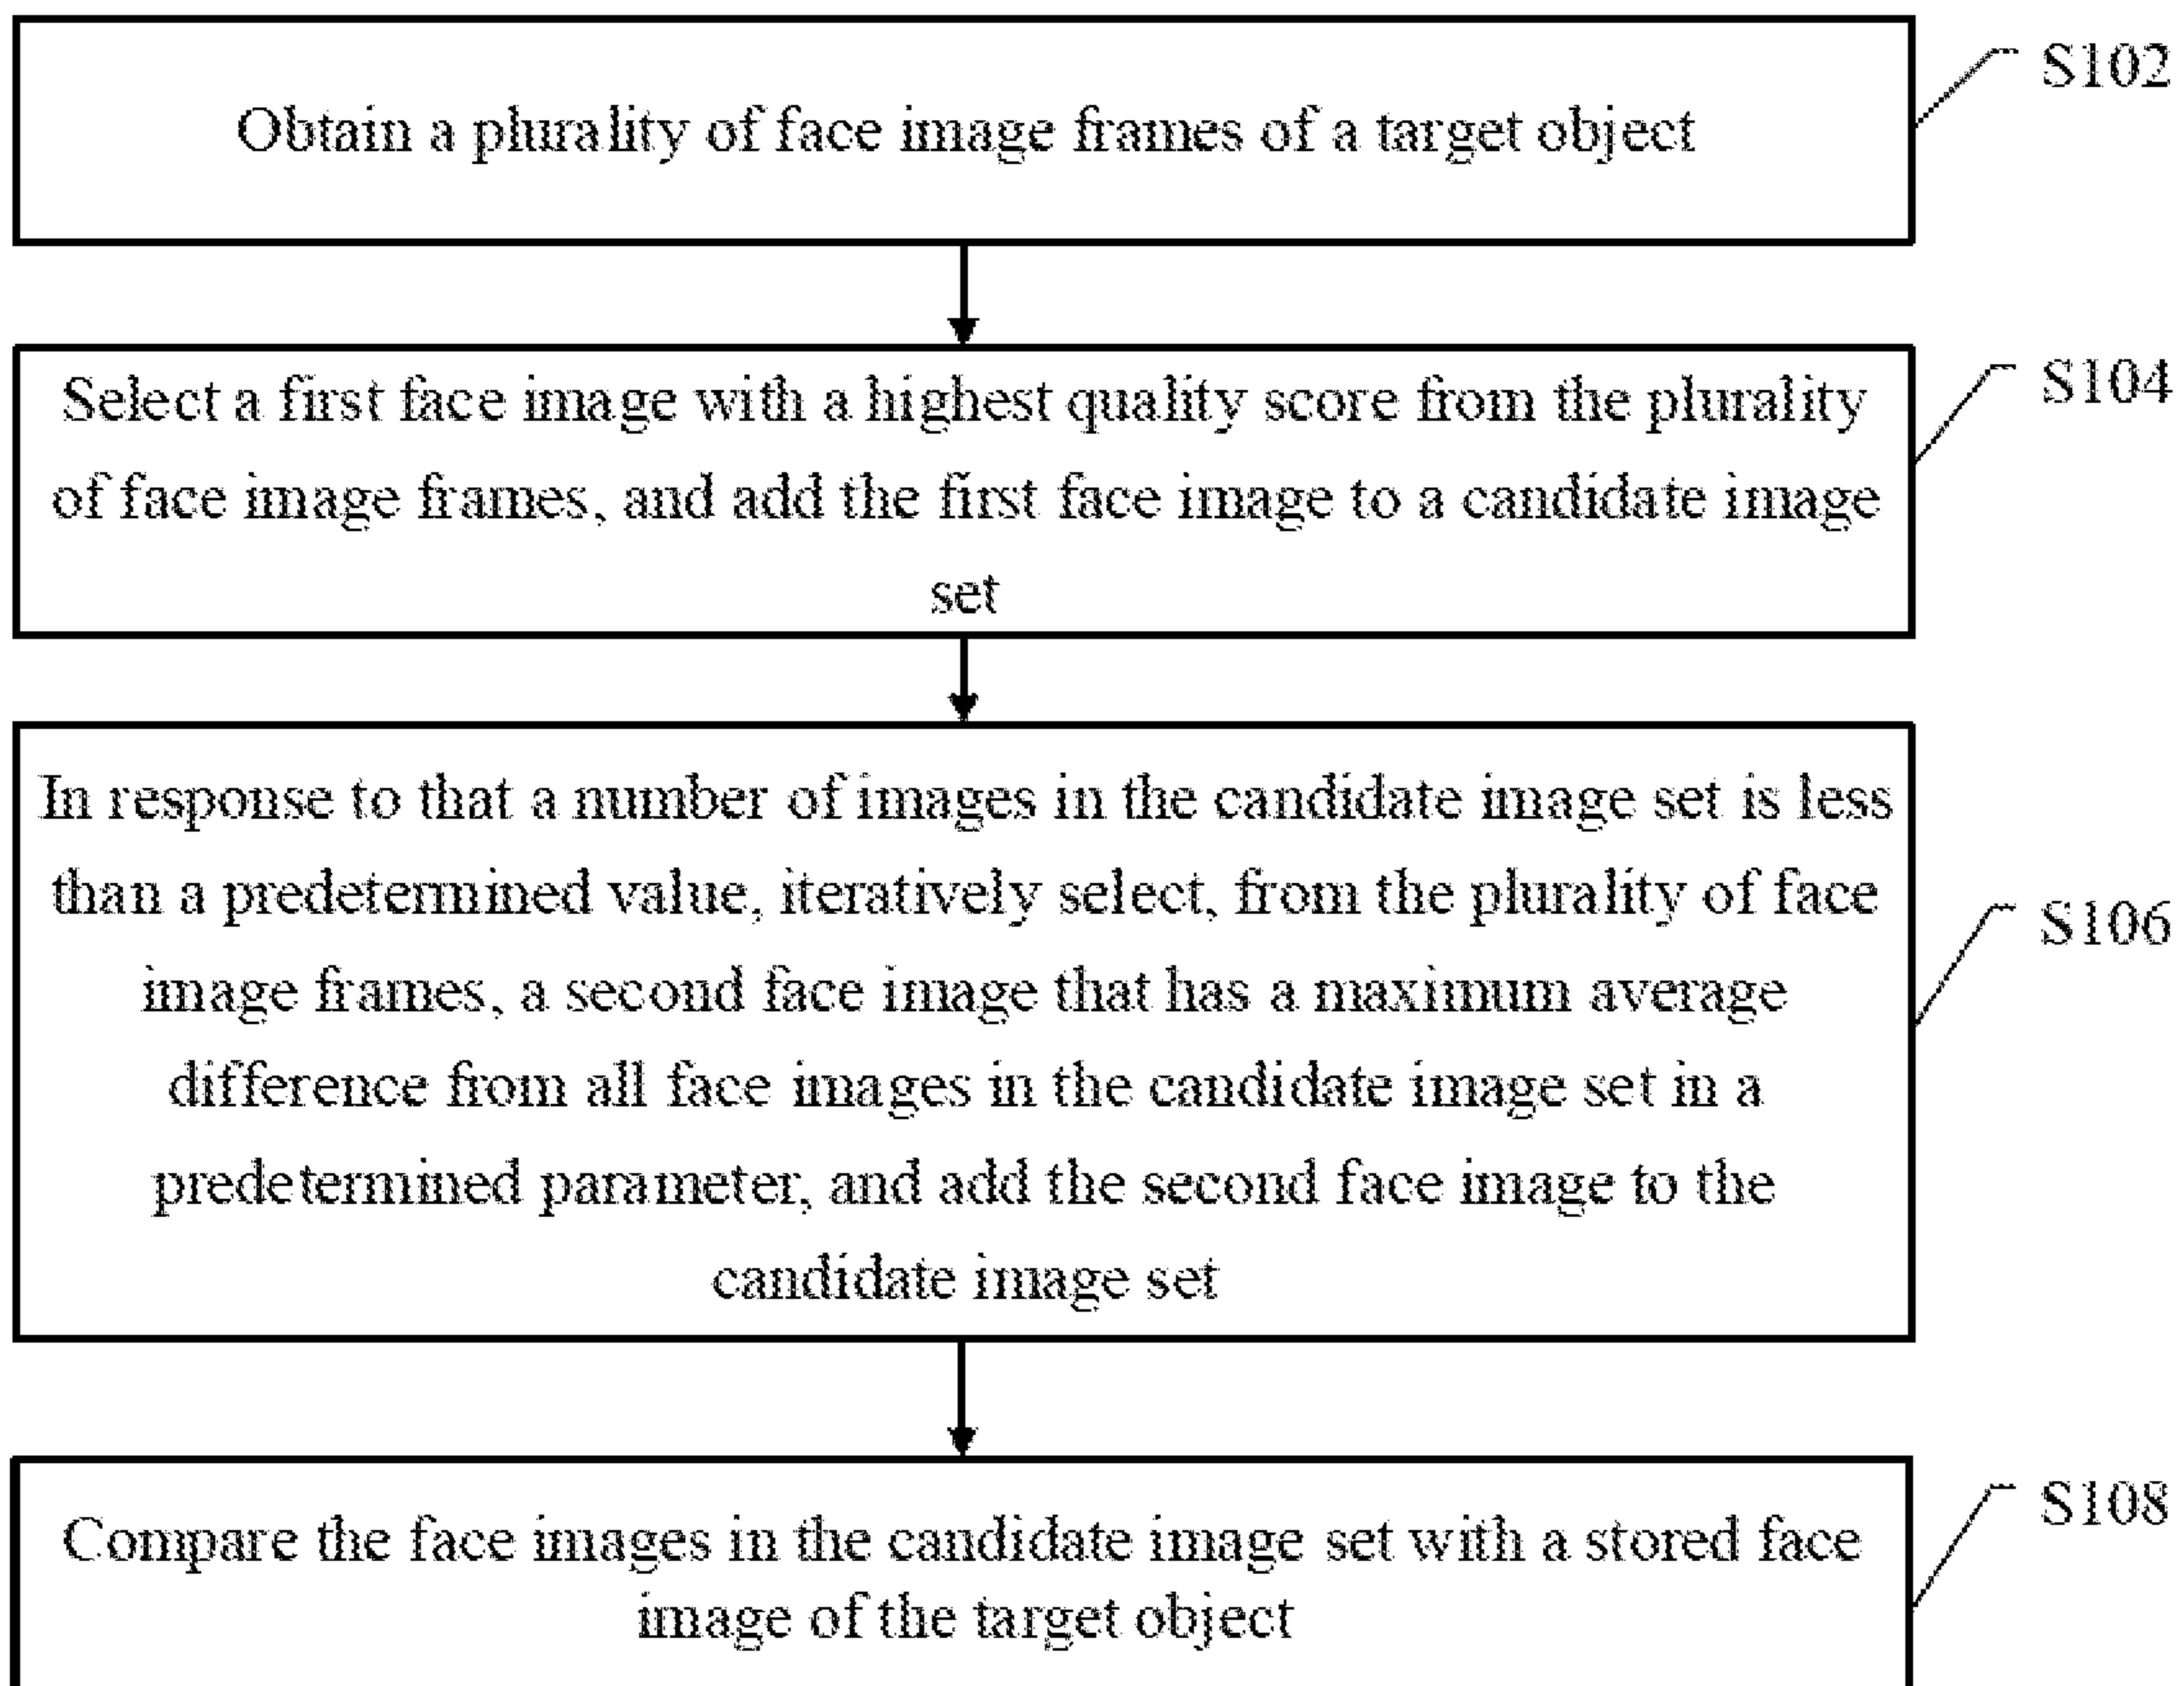 Obtain a plurality of face image frames of a target object
S102
Select a first face image with a highest quality score from the plurality
of face image frames, and add the first face image to a candidate image
set
S104
In response to that a number of images in the candidate image set is less
than a predetermined value, iteratively select, from the plurality of face
image frames, a second face image that has a maximum average
difference from all face images in the candidate image set in a
predetermined parameter, and add the second face image to the
candidate image set
S106
Compare the face images in the candidate image set with a stored face
image of the target object
S108